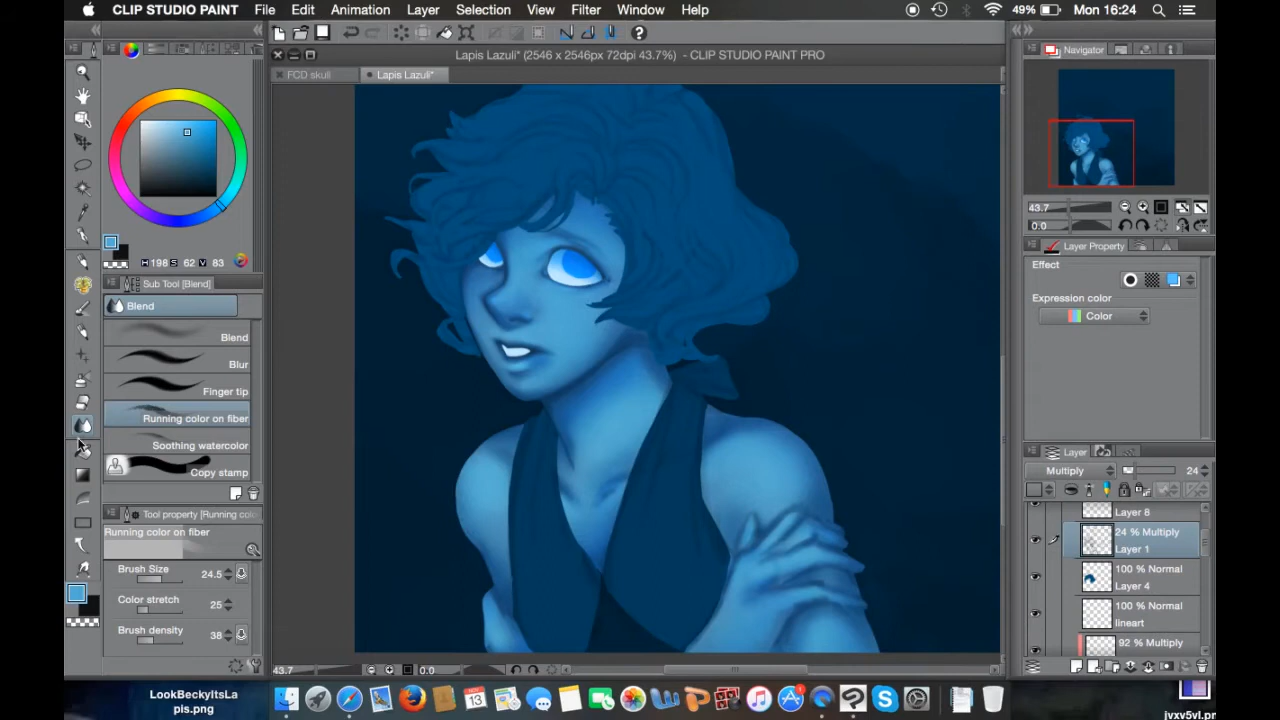 CLIP STUDIO PAINT File Edit Animation Layer Selection View Filter Window Help 49% Mon 16:24
Lapis Lazuli* (2546 x 2546px 72dpi 43.7%) - CLIP STUDIO PAINT PRO
FCD skull Lapis Lazuli*
Navigator
43.7
0.0
H 198 S 62 V 83
Sub Tool [Blend]
Blend
Blend
Blur
Finger tip
Running color on fiber
Soothing watercolor
Copy stamp
Tool property [Running colo
Running color on fiber
Brush Size 24.5
Color stretch 25
Brush density 38
Layer Property
Effect
Expression color
Color
Layer
Multiply 24
Layer 8
24 % Multiply
Layer 1
100 % Normal
Layer 4
100 % Normal
lineart
92 % Multiply
43.7 0.0
LookBeckyItsLa
pis.png
NOV
13
jvxv5vl.pn